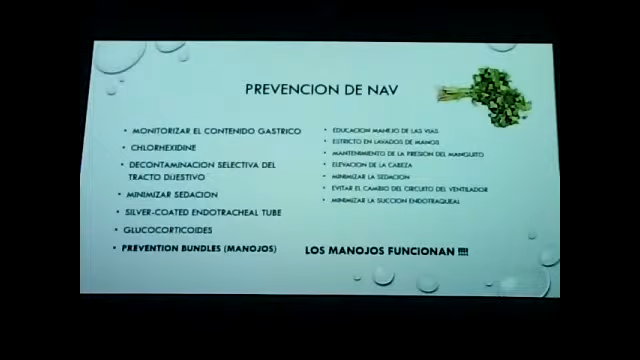 PREVENCION DE NAV
• MONITORIZAR EL CONTENIDO GASTRICO
• CHLORHEXIDINE
• DECONTAMINACION SELECTIVA DEL
TRACTO DIJESTIVO
• MINIMIZAR SEDACION
• SILVER-COATED ENDOTRACHEAL TUBE
• GLUCOCORTICOIDES
• PREVENTION BUNDLES (MANOJOS)
• EDUCACION MANEJO DE LAS VIAS
• ESTRICTO EN LAVADOS DE MANOS
• MANTENIMIENTO DE LA PRESION DEL MANGUITO
• ELEVACION DE LA CABEZA
• MINIMIZAR LA SEDACION
• EVITAR EL CAMBIO DEL CIRCUITO DEL VENTILADOR
• MINIMIZAR LA SUCCION ENDOTRAQUEAL
LOS MANOJOS FUNCIONAN !!!!